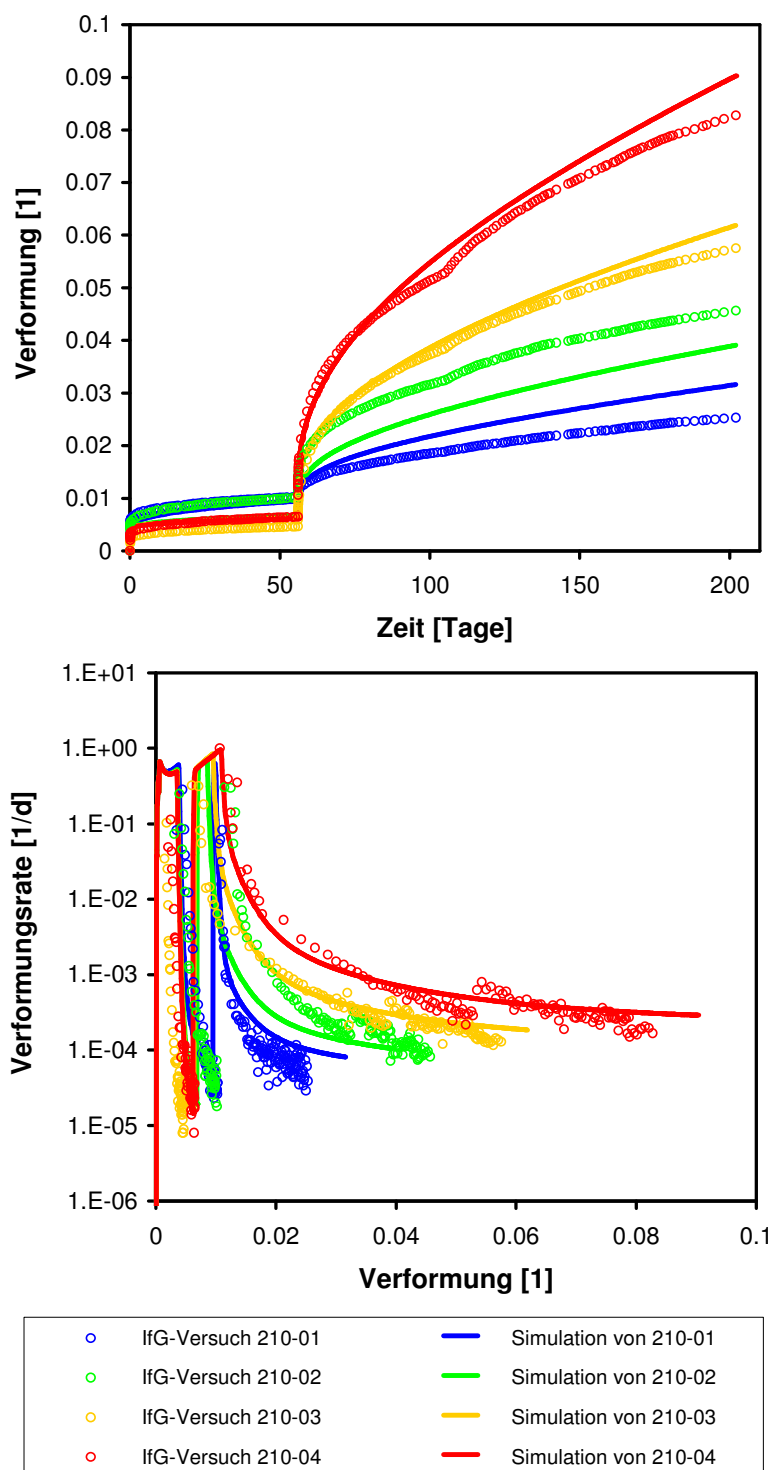 0.1
0.09
0.08
0.07
0.06
0.05
0.04
0.03
0.02
0.01
0
Verformung [1]
0 50 100 150 200
Zeit [Tage]
1.E+01
1.E+00
1.E-01
1.E-02
1.E-03
1.E-04
1.E-05
1.E-06
Verformungsrate [1/d]
0 0.02 0.04 0.06 0.08 0.1
Verformung [1]
IfG-Versuch 210-01 Simulation von 210-01
IfG-Versuch 210-02 Simulation von 210-02
IfG-Versuch 210-03 Simulation von 210-03
IfG-Versuch 210-04 Simulation von 210-04